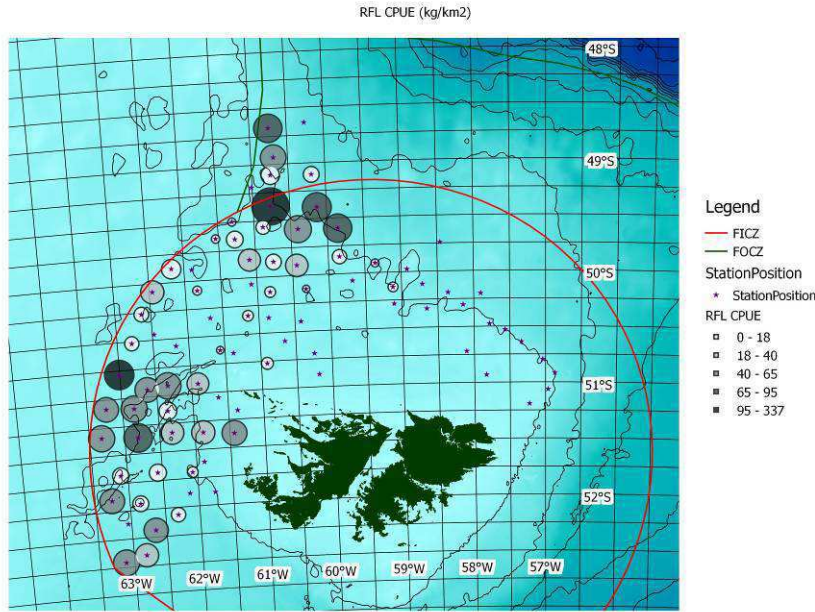 RFL CPUE (kg/km2)
48°S
49°S
50°S
51°S
52°S
63°W
62°W
61°W
60°W
59°W
58°W
57°W
Legend
FICZ
FOCZ
StationPosition
StationPosition
RFL CPUE
0 - 18
18 - 40
40 - 65
65 - 95
95 - 337